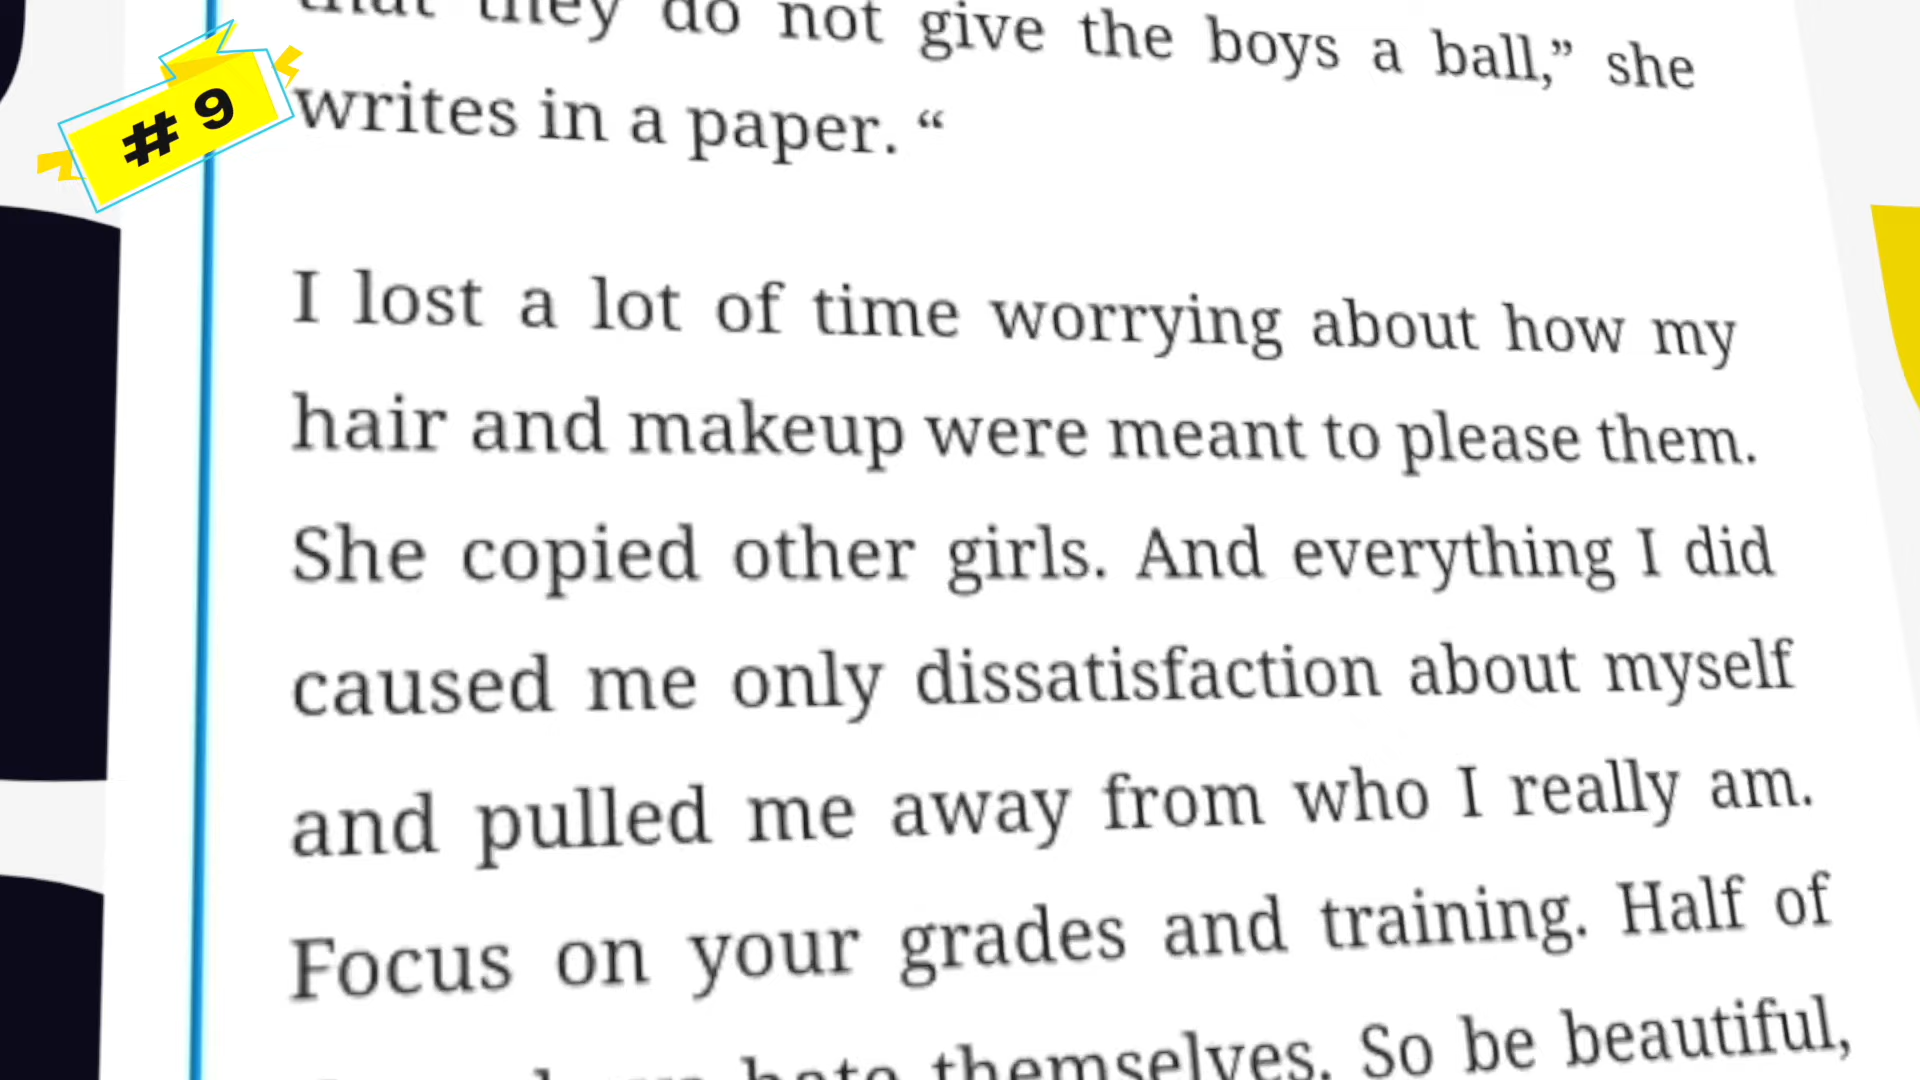 # 9
that they do not give the boys a ball,” she
writes in a paper. “
I lost a lot of time worrying about how my
hair and makeup were meant to please them.
She copied other girls. And everything I did
caused me only dissatisfaction about myself
and pulled me away from who I really am.
Focus on your grades and training. Half of
hate themselves. So be beautiful,